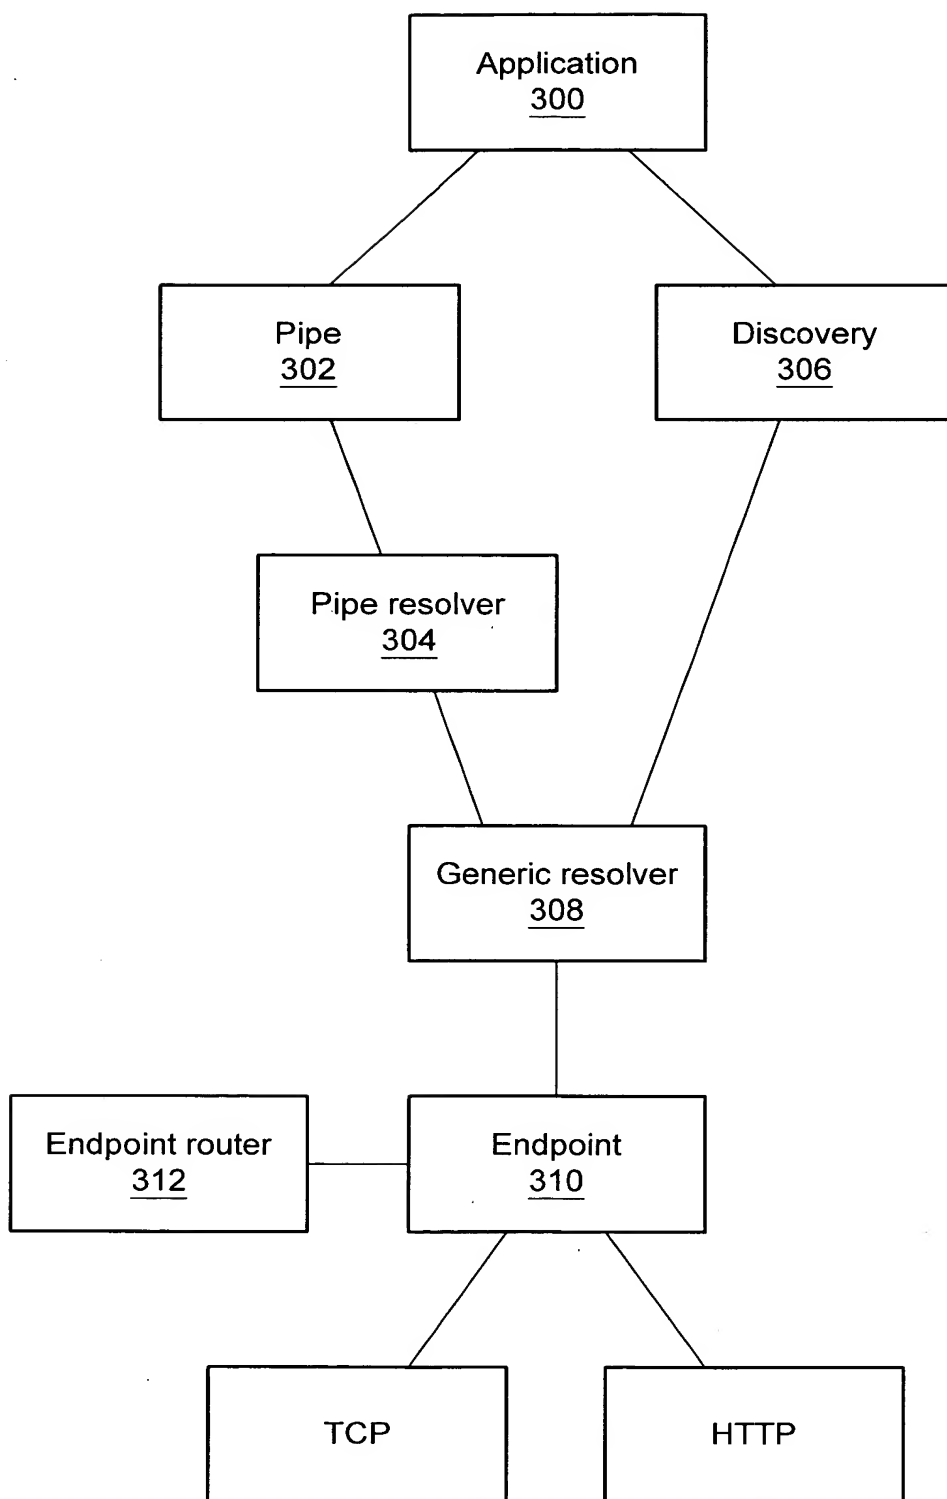 Application
300
Pipe
302
Discovery
306
Pipe resolver
304
Generic resolver
308
Endpoint router
312
Endpoint
310
TCP
HTTP